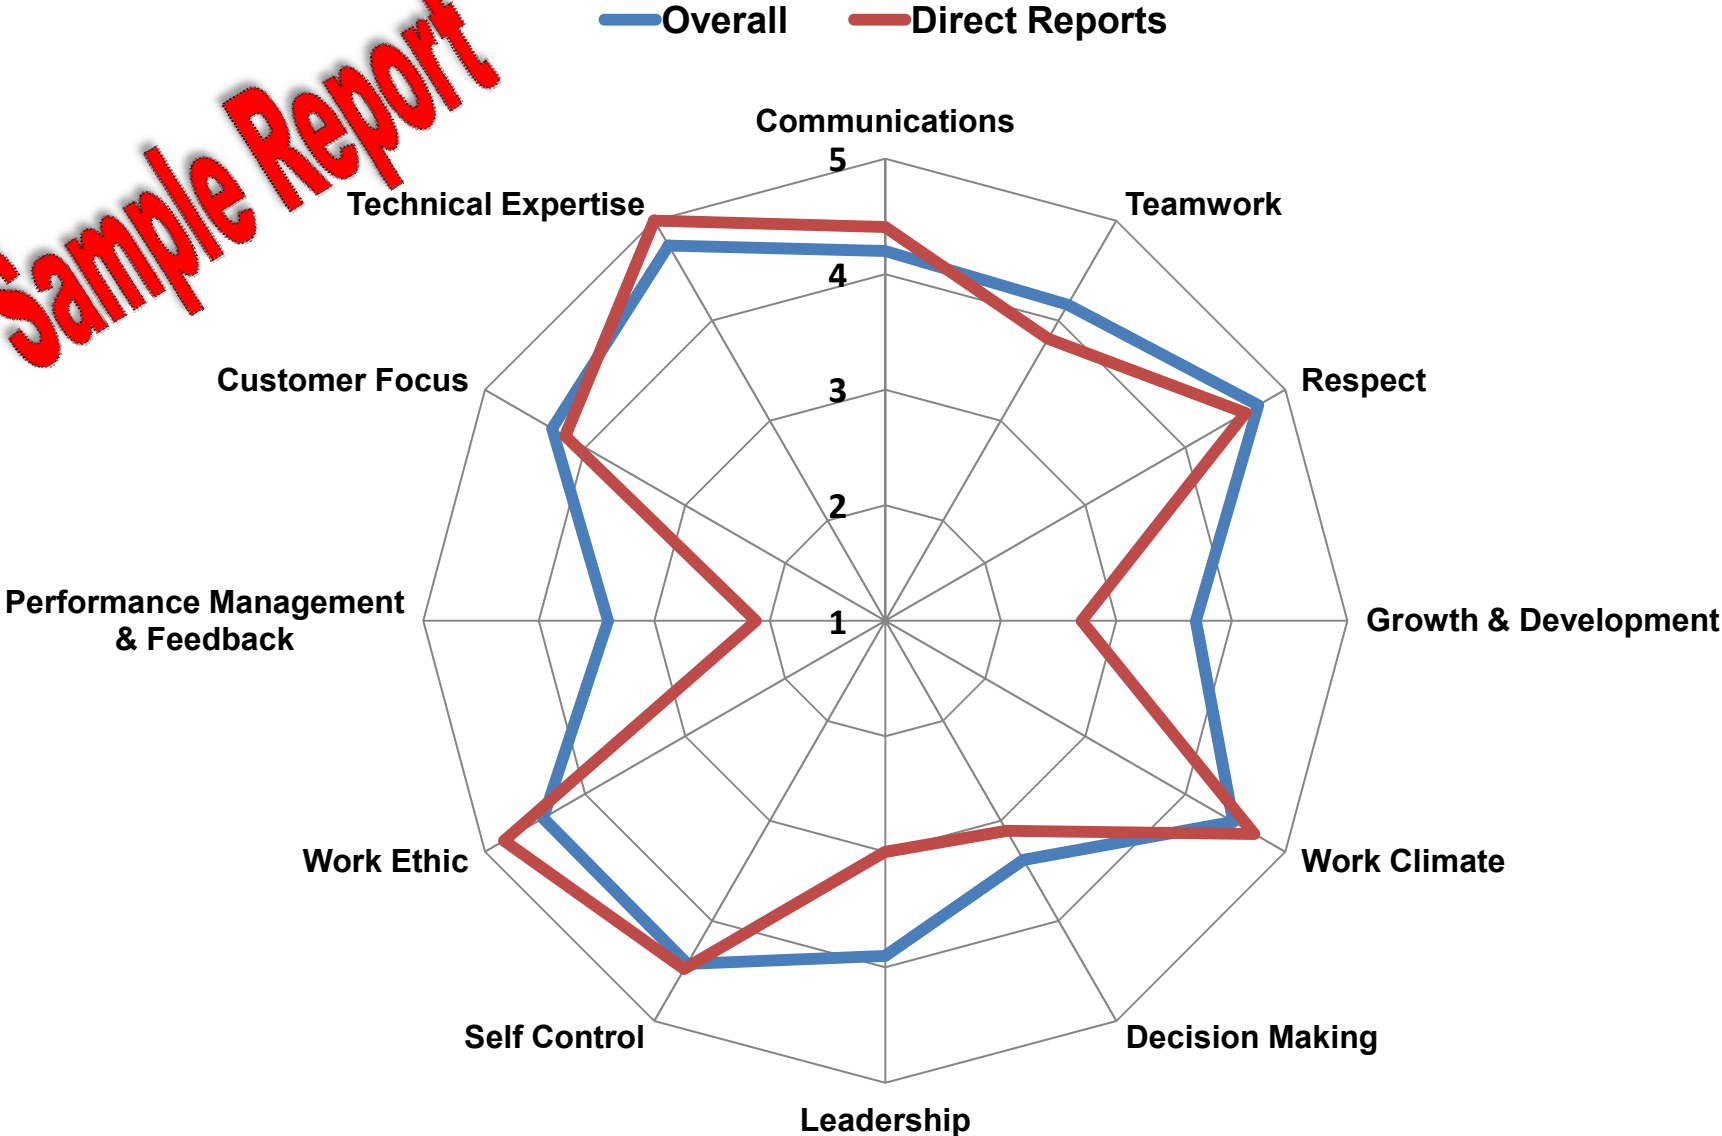 Overall
Direct Reports
Sample Report
Communications
5
Technical Expertise
Teamwork
4
Customer Focus
Respect
3
2
Performance Management
& Feedback
1
Growth & Development
Work Ethic
Work Climate
Self Control
Decision Making
Leadership